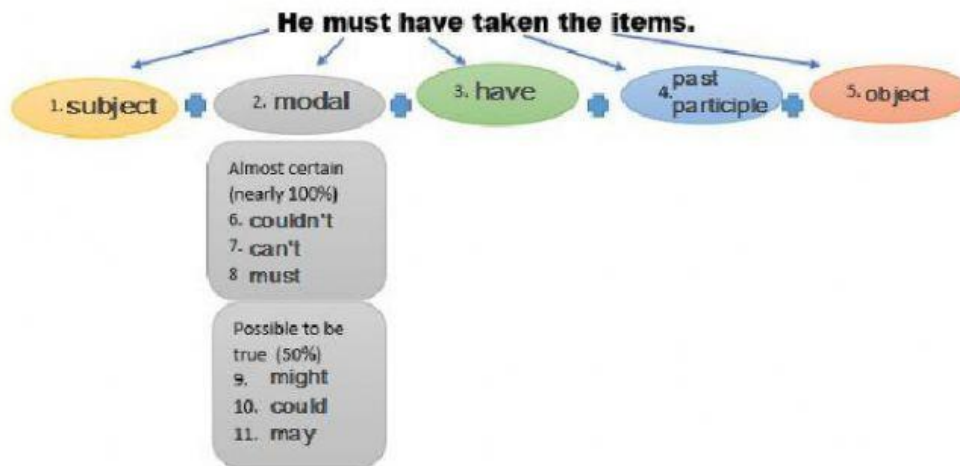 He must have taken the items.
1. subject
2. modal
3. have
4. past
participle
5. object
Almost certain
(nearly 100%)
6. couldn't
7. can't
8 must
Possible to be
true (50%)
9. might
10. could
11. may